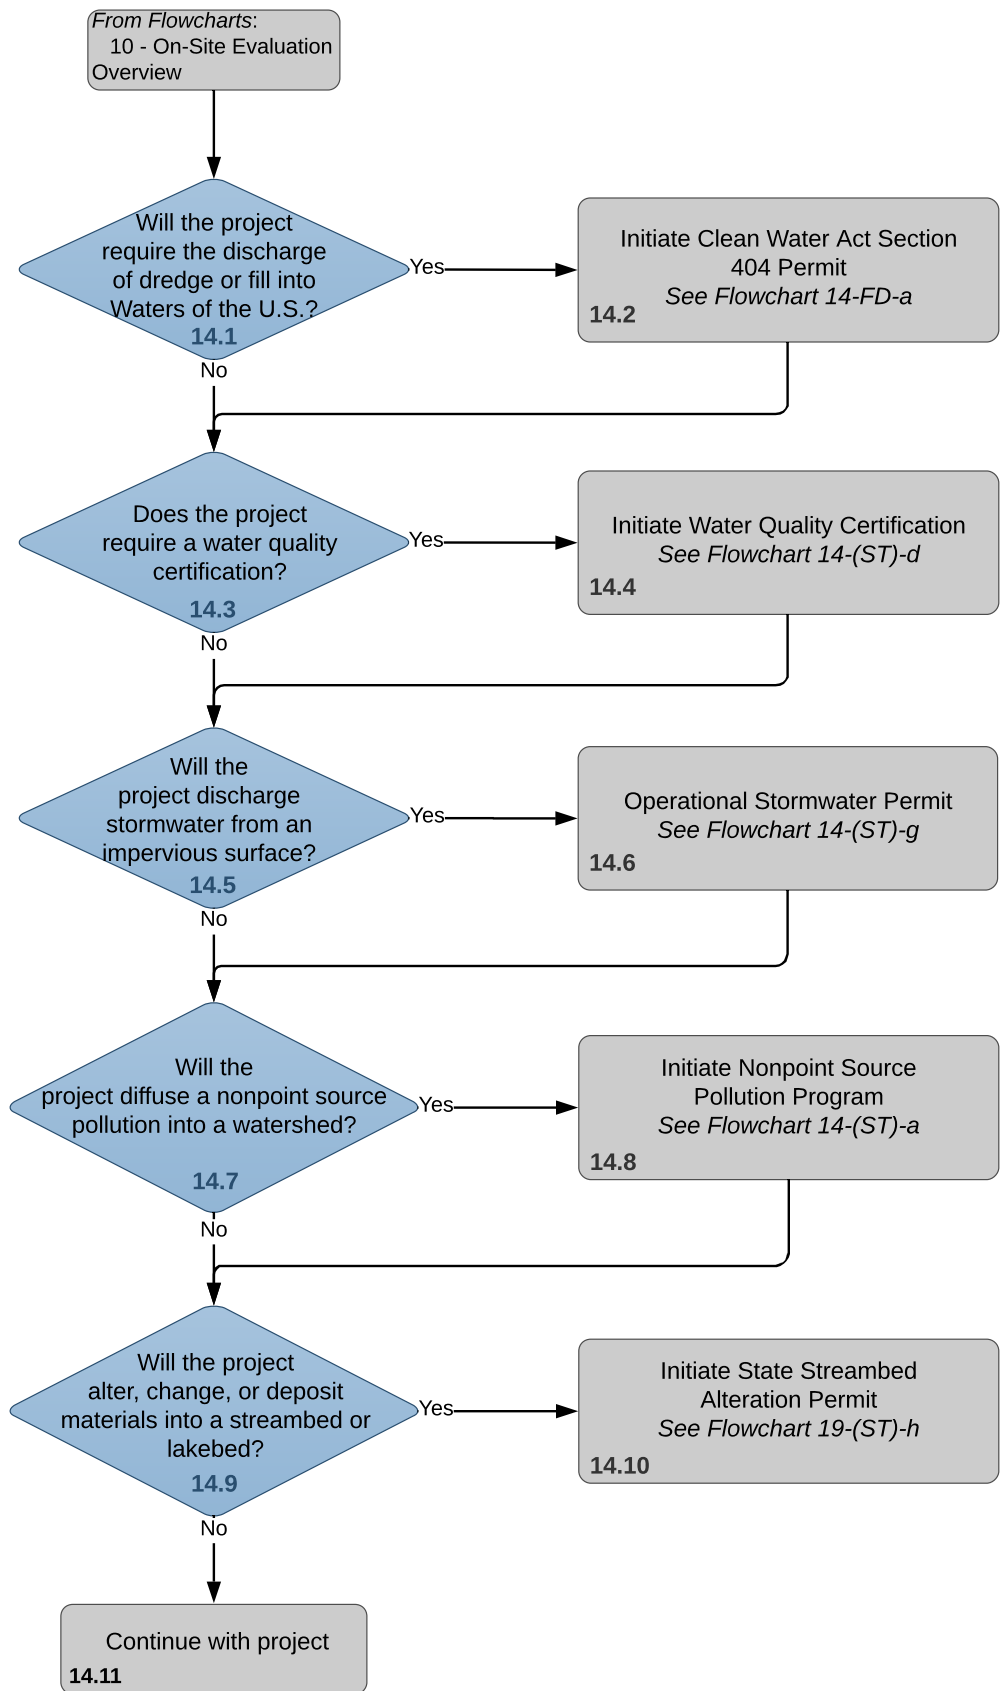 From Flowcharts:
10 - On-Site Evaluation
Overview
Will the project
require the discharge
of dredge or fill into
Waters of the U.S.?
14.1
Yes
Initiate Clean Water Act Section
404 Permit
See Flowchart 14-FD-a
14.2
No
Does the project
require a water quality
certification?
14.3
Yes
Initiate Water Quality Certification
See Flowchart 14-(ST)-d
14.4
No
Will the
project discharge
stormwater from an
impervious surface?
14.5
Yes
Operational Stormwater Permit
See Flowchart 14-(ST)-g
14.6
No
Will the
project diffuse a nonpoint source
pollution into a watershed?
14.7
Yes
Initiate Nonpoint Source
Pollution Program
See Flowchart 14-(ST)-a
14.8
No
Will the project
alter, change, or deposit
materials into a streambed or
lakebed?
14.9
Yes
Initiate State Streambed
Alteration Permit
See Flowchart 19-(ST)-h
14.10
No
Continue with project
14.11